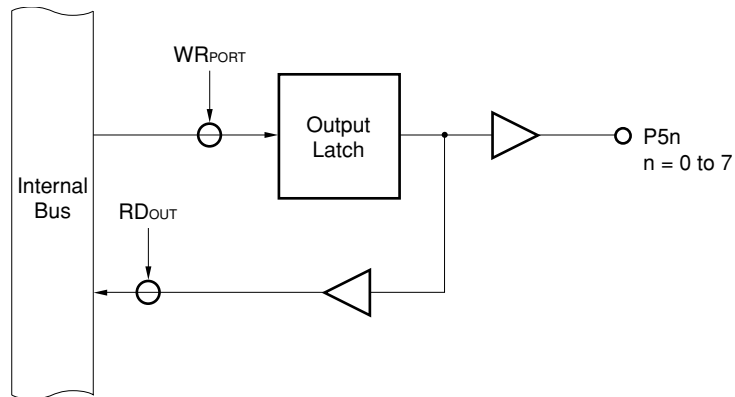 WRPORT
Output
Latch
P5n
n = 0 to 7
Internal
Bus
RDOUT